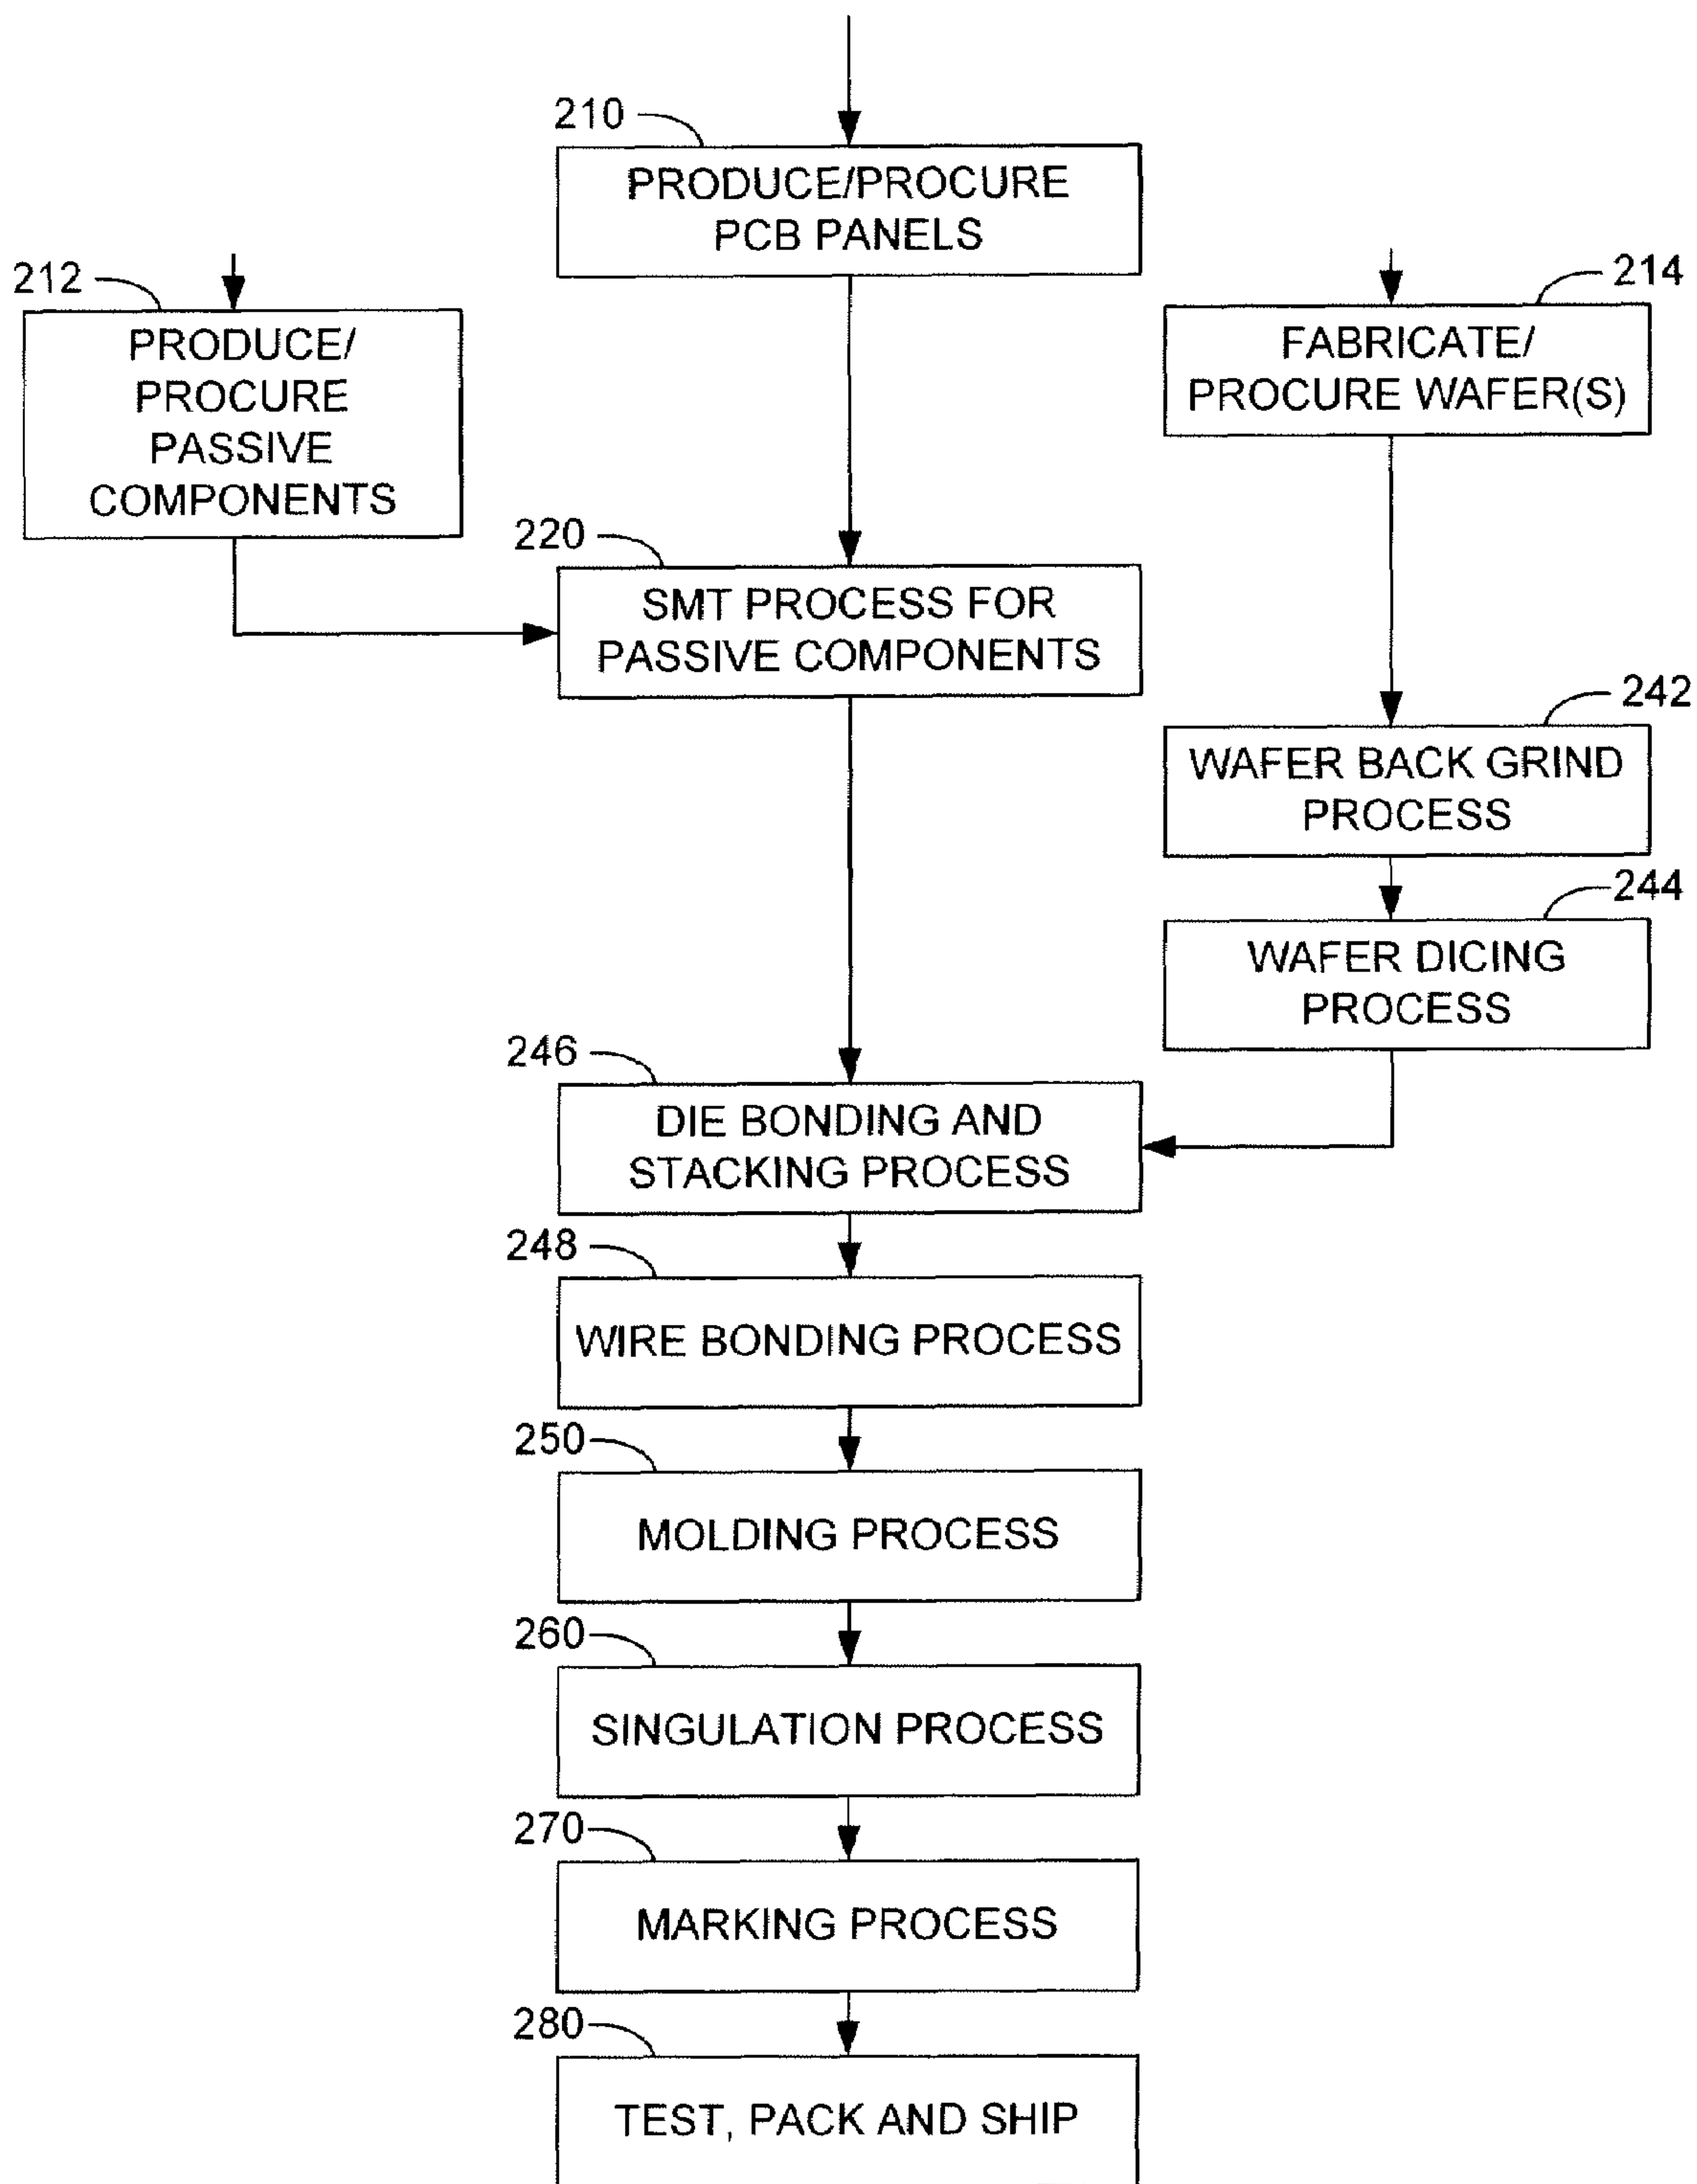 210
PRODUCE/PROCURE
PCB PANELS
212
PRODUCE/
PROCURE
PASSIVE
COMPONENTS
214
FABRICATE/
PROCURE WAFER(S)
220
SMT PROCESS FOR
PASSIVE COMPONENTS
242
WAFER BACK GRIND
PROCESS
244
WAFER DICING
PROCESS
246
DIE BONDING AND
STACKING PROCESS
248
WIRE BONDING PROCESS
250
MOLDING PROCESS
260
SINGULATION PROCESS
270
MARKING PROCESS
280
TEST, PACK AND SHIP